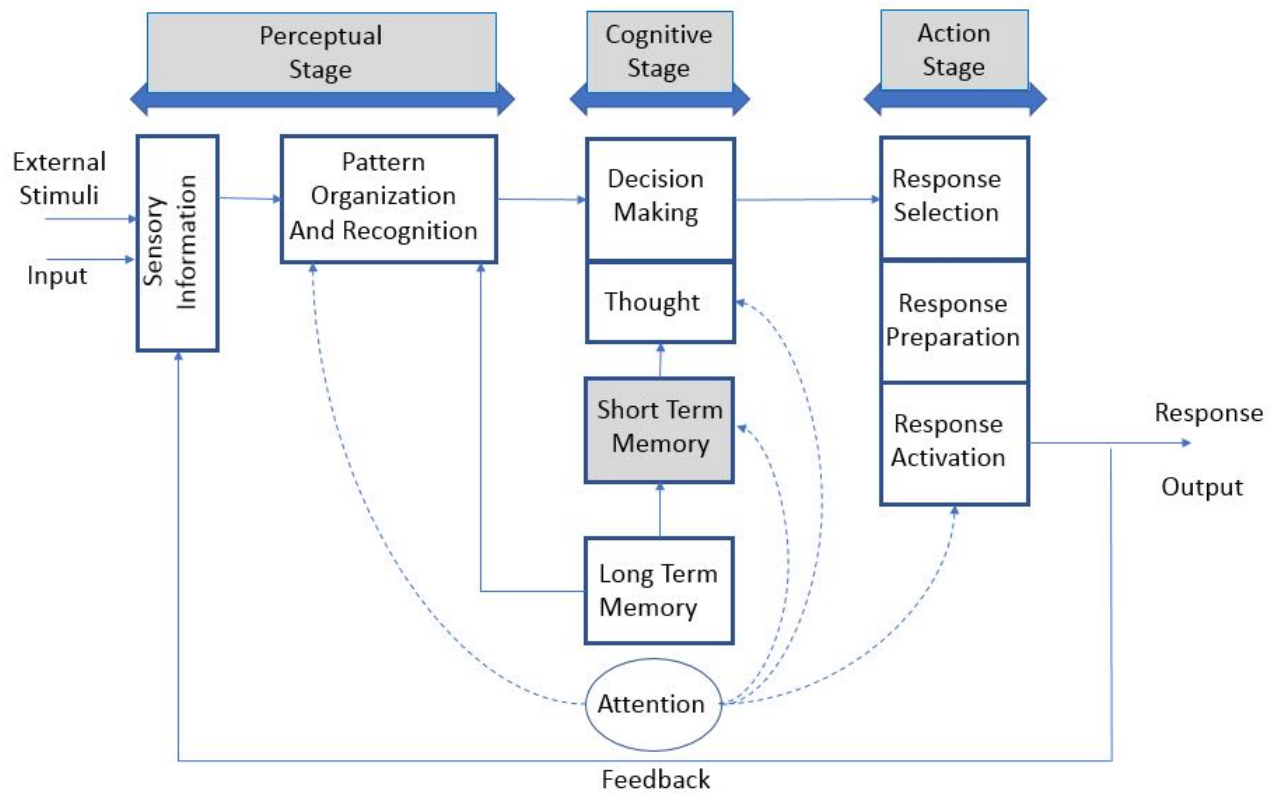 Perceptual
Stage
Cognitive
Stage
Action
Stage
External
Stimuli
Input
Sensory
Information
Pattern
Organization
And Recognition
Decision
Making
Thought
Short Term
Memory
Long Term
Memory
Attention
Response
Selection
Response
Preparation
Response
Activation
Response
Output
Feedback